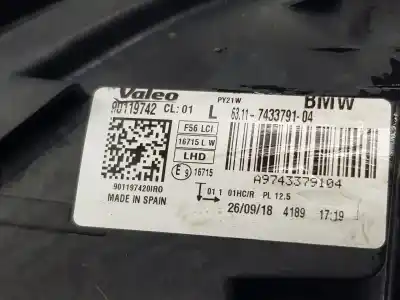 Valeo
PY21W
BMW
90119742 CL: 01 L 63.11-7433791-04
F56 LCI
16715 L W
LHD
E9 16715
A9743379104
01.1 01HC/R PL 12.5
901197420IRO
MADE IN SPAIN
26/09/18 4189 17:19